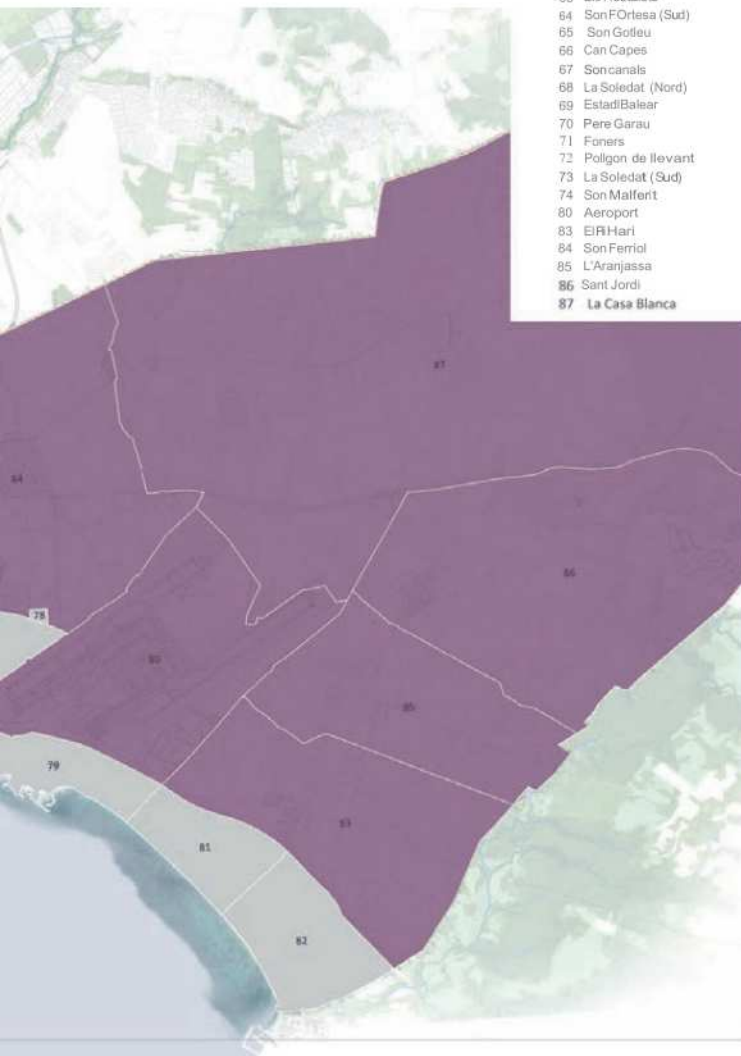 64 Son FOrtesa (Sud)
65 Son Gotleu
66 Can Capes
67 Soncanals
68 La Soledat (Nord)
69 EstadiBalear
70 Pere Garau
71 Foners
72 Poligon de llevant
73 La Soledat (Sud)
74 Son Malferit
80 Aeroport
83 ElPilHari
84 Son Ferriol
85 L'Aranjassa
86 Sant Jordi
87 La Casa Blanca
87
84
86
78
80
85
79
83
81
82